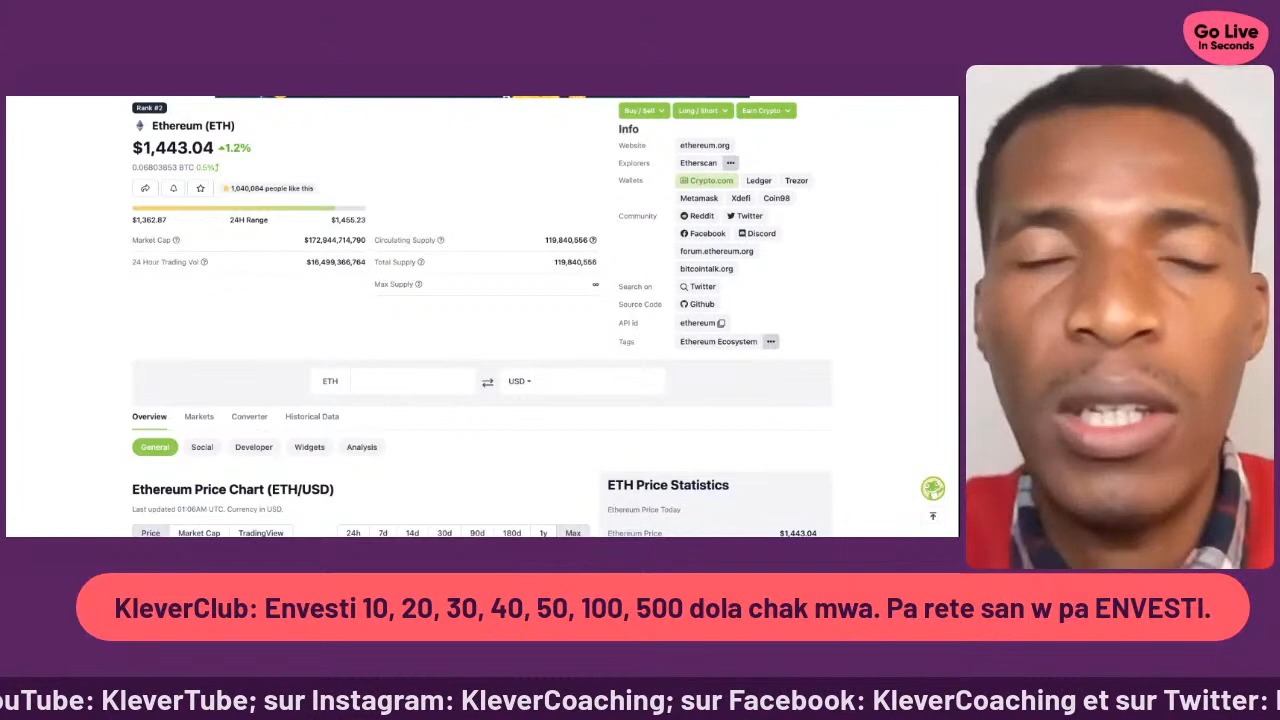 Go Live
In Seconds
Rank #2
Ethereum (ETH)
$1,443.04 1.2%
0.06803853 BTC 0.5%
1,040,084 people like this
$1,362.87 24H Range $1,455.23
Market Cap $172,944,714,790
24 Hour Trading Vol $16,499,366,764
Circulating Supply 119,840,556
Total Supply 119,840,556
Max Supply ∞
Buy / Sell Long / Short Earn Crypto
Info
Website ethereum.org
Explorers Etherscan
Wallets Crypto.com Ledger Trezor
Metamask Xdefi Coin98
Community Reddit Twitter
Facebook Discord
forum.ethereum.org
bitcointalk.org
Search on Twitter
Source Code Github
API id ethereum
Tags Ethereum Ecosystem
ETH USD
Overview Markets Converter Historical Data
General Social Developer Widgets Analysis
Ethereum Price Chart (ETH/USD)
Last updated 01:06AM UTC. Currency in USD.
Price Market Cap TradingView 24h 7d 14d 30d 90d 180d 1y Max
ETH Price Statistics
Ethereum Price Today
Ethereum Price $1,443.04
KleverClub: Envesti 10, 20, 30, 40, 50, 100, 500 dola chak mwa. Pa rete san w pa ENVESTI.
ouTube: KleverTube; sur Instagram: KleverCoaching; sur Facebook: KleverCoaching et sur Twitter: